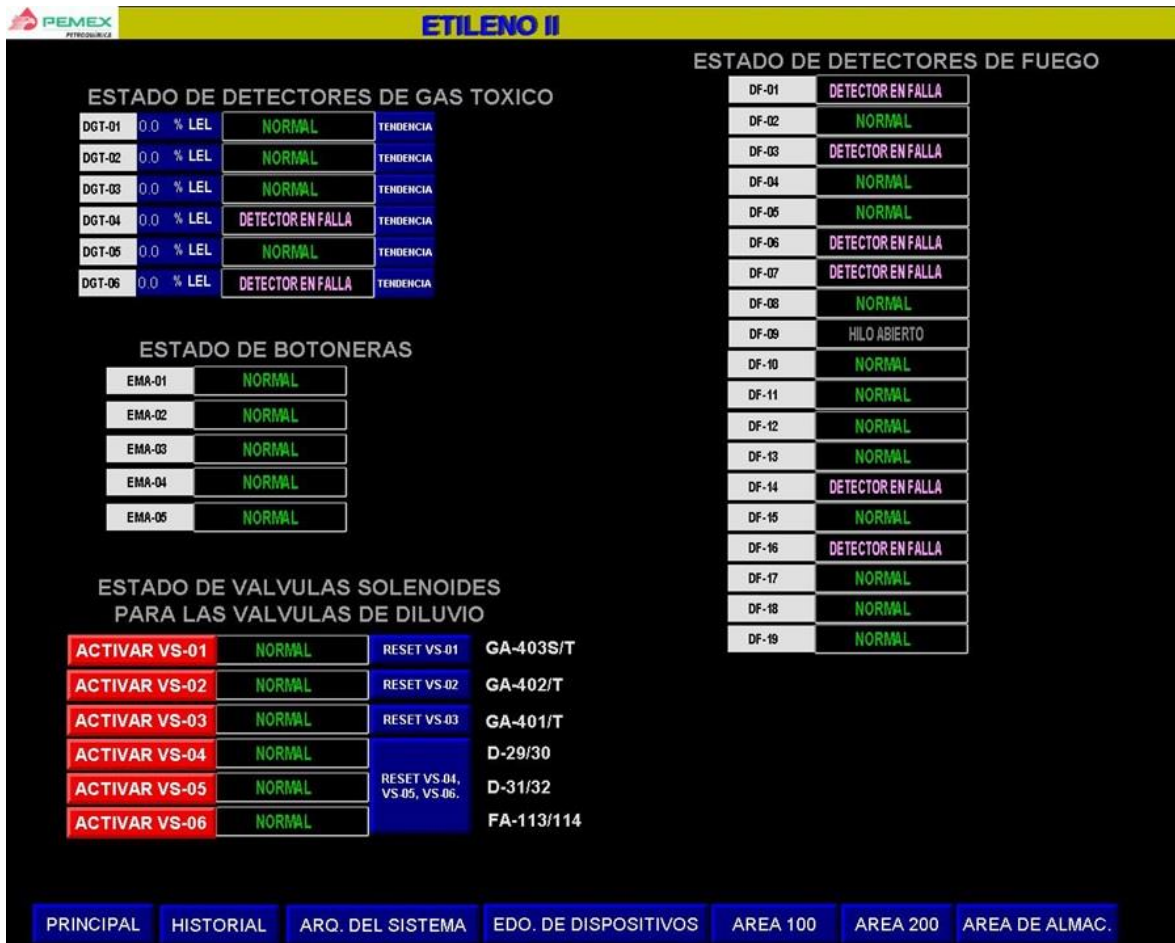 PEMEX
PETROQUÍMICA
ETILENO II
ESTADO DE DETECTORES DE GAS TOXICO
DGT-01 0.0 % LEL NORMAL TENDENCIA
DGT-02 0.0 % LEL NORMAL TENDENCIA
DGT-03 0.0 % LEL NORMAL TENDENCIA
DGT-04 0.0 % LEL DETECTOR EN FALLA TENDENCIA
DGT-05 0.0 % LEL NORMAL TENDENCIA
DGT-06 0.0 % LEL DETECTOR EN FALLA TENDENCIA
ESTADO DE BOTONERAS
EMA-01 NORMAL
EMA-02 NORMAL
EMA-03 NORMAL
EMA-04 NORMAL
EMA-05 NORMAL
ESTADO DE VALVULAS SOLENOIDES
PARA LAS VALVULAS DE DILUVIO
ACTIVAR VS-01 NORMAL RESET VS-01 GA-403S/T
ACTIVAR VS-02 NORMAL RESET VS-02 GA-402/T
ACTIVAR VS-03 NORMAL RESET VS-03 GA-401/T
ACTIVAR VS-04 NORMAL D-29/30
RESET VS-04,
VS-05, VS-06.
ACTIVAR VS-05 NORMAL D-31/32
ACTIVAR VS-06 NORMAL FA-113/114
ESTADO DE DETECTORES DE FUEGO
DF-01 DETECTOR EN FALLA
DF-02 NORMAL
DF-03 DETECTOR EN FALLA
DF-04 NORMAL
DF-05 NORMAL
DF-06 DETECTOR EN FALLA
DF-07 DETECTOR EN FALLA
DF-08 NORMAL
DF-09 HILO ABIERTO
DF-10 NORMAL
DF-11 NORMAL
DF-12 NORMAL
DF-13 NORMAL
DF-14 DETECTOR EN FALLA
DF-15 NORMAL
DF-16 DETECTOR EN FALLA
DF-17 NORMAL
DF-18 NORMAL
DF-19 NORMAL
PRINCIPAL HISTORIAL ARQ. DEL SISTEMA EDO. DE DISPOSITIVOS AREA 100 AREA 200 AREA DE ALMAC.